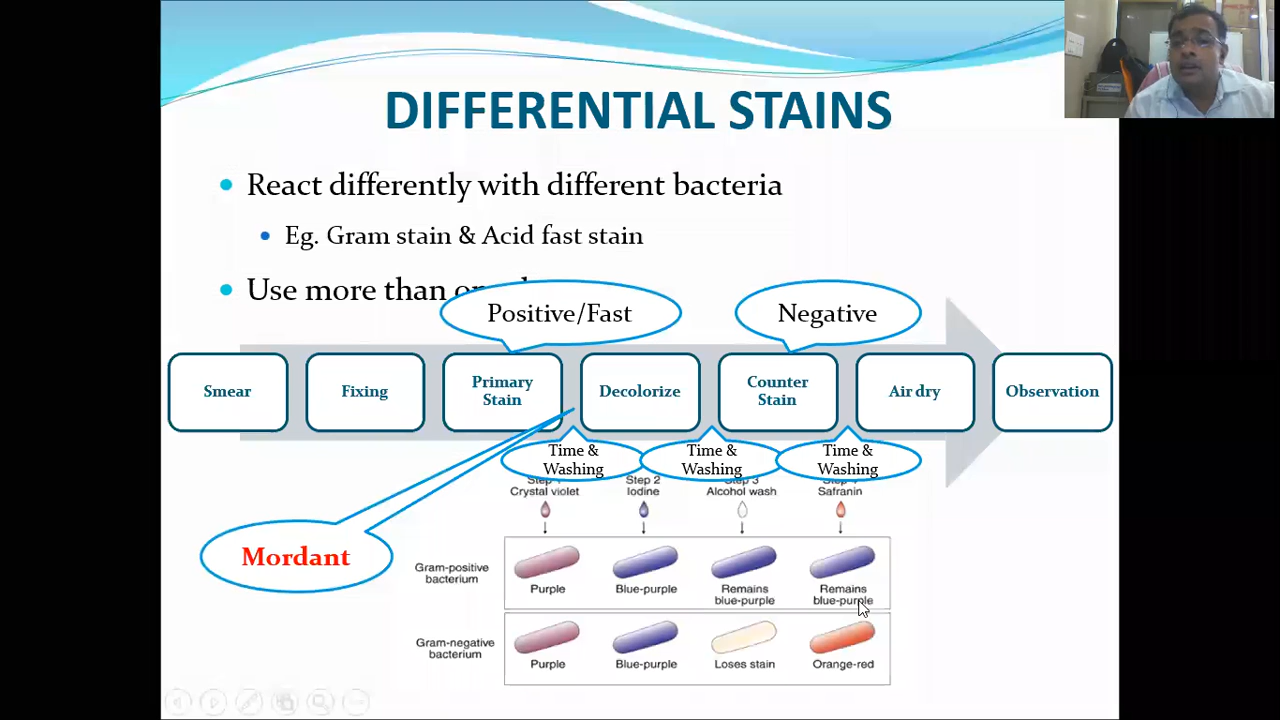 DIFFERENTIAL STAINS
React differently with different bacteria
Eg. Gram stain & Acid fast stain
Use more than
Positive/Fast
Negative
Smear
Fixing
Primary
Stain
Decolorize
Counter
Stain
Air dry
Observation
Time &
Washing
Time &
Washing
Time &
Washing
Mordant
Crystal violet
Step 2
Iodine
Alcohol wash
Safranin
Gram-positive
bacterium
Purple
Blue-purple
Remains
blue-purple
Remains
blue-purple
Gram-negative
bacterium
Purple
Blue-purple
Loses stain
Orange-red